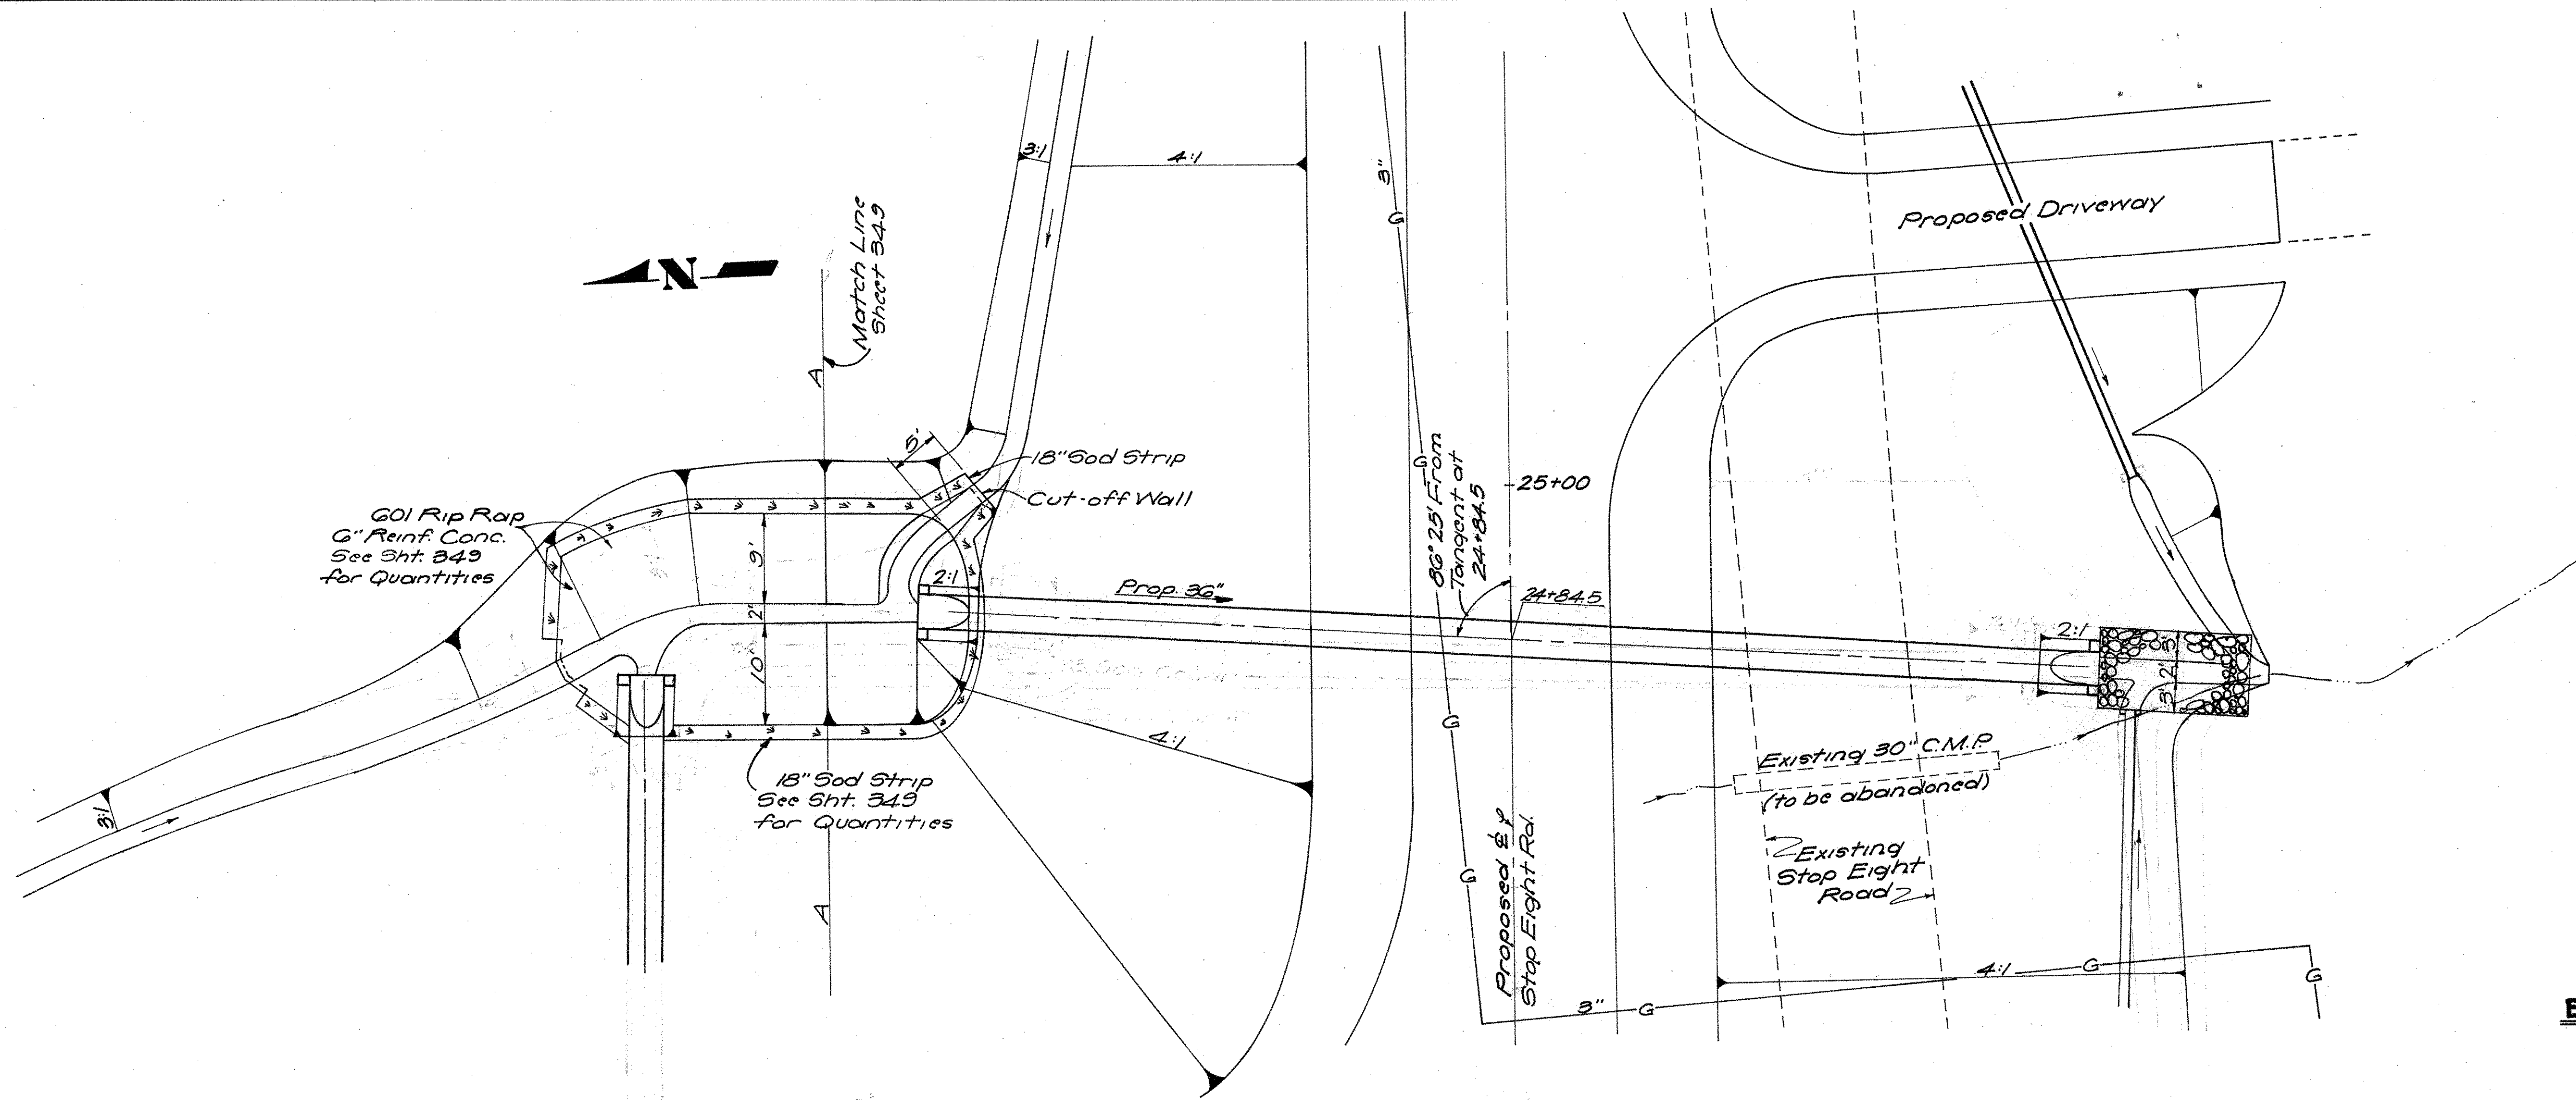 3:1
4:1
3"
G
Proposed Driveway
N
Match Line
Sheet 349
A
5'
18" Sod Strip
Cut-off Wall
G
86° 25' From
Tangent at
24+84.5
25+00
601 Rip Rap
6" Reinf. Conc.
See Sht. 349
for Quantities
9'
2'
10'
2:1
Prop. 36"
24+84.5
2:1
3'
2'
3'
G
4:1
Existing 30" C.M.P.
(to be abandoned)
18" Sod Strip
See Sht. 349
for Quantities
3:1
A
G
Proposed ℄ & ℙ
Stop Eight Rd.
Existing
Stop Eight
Road
4:1
G
G
3"
G